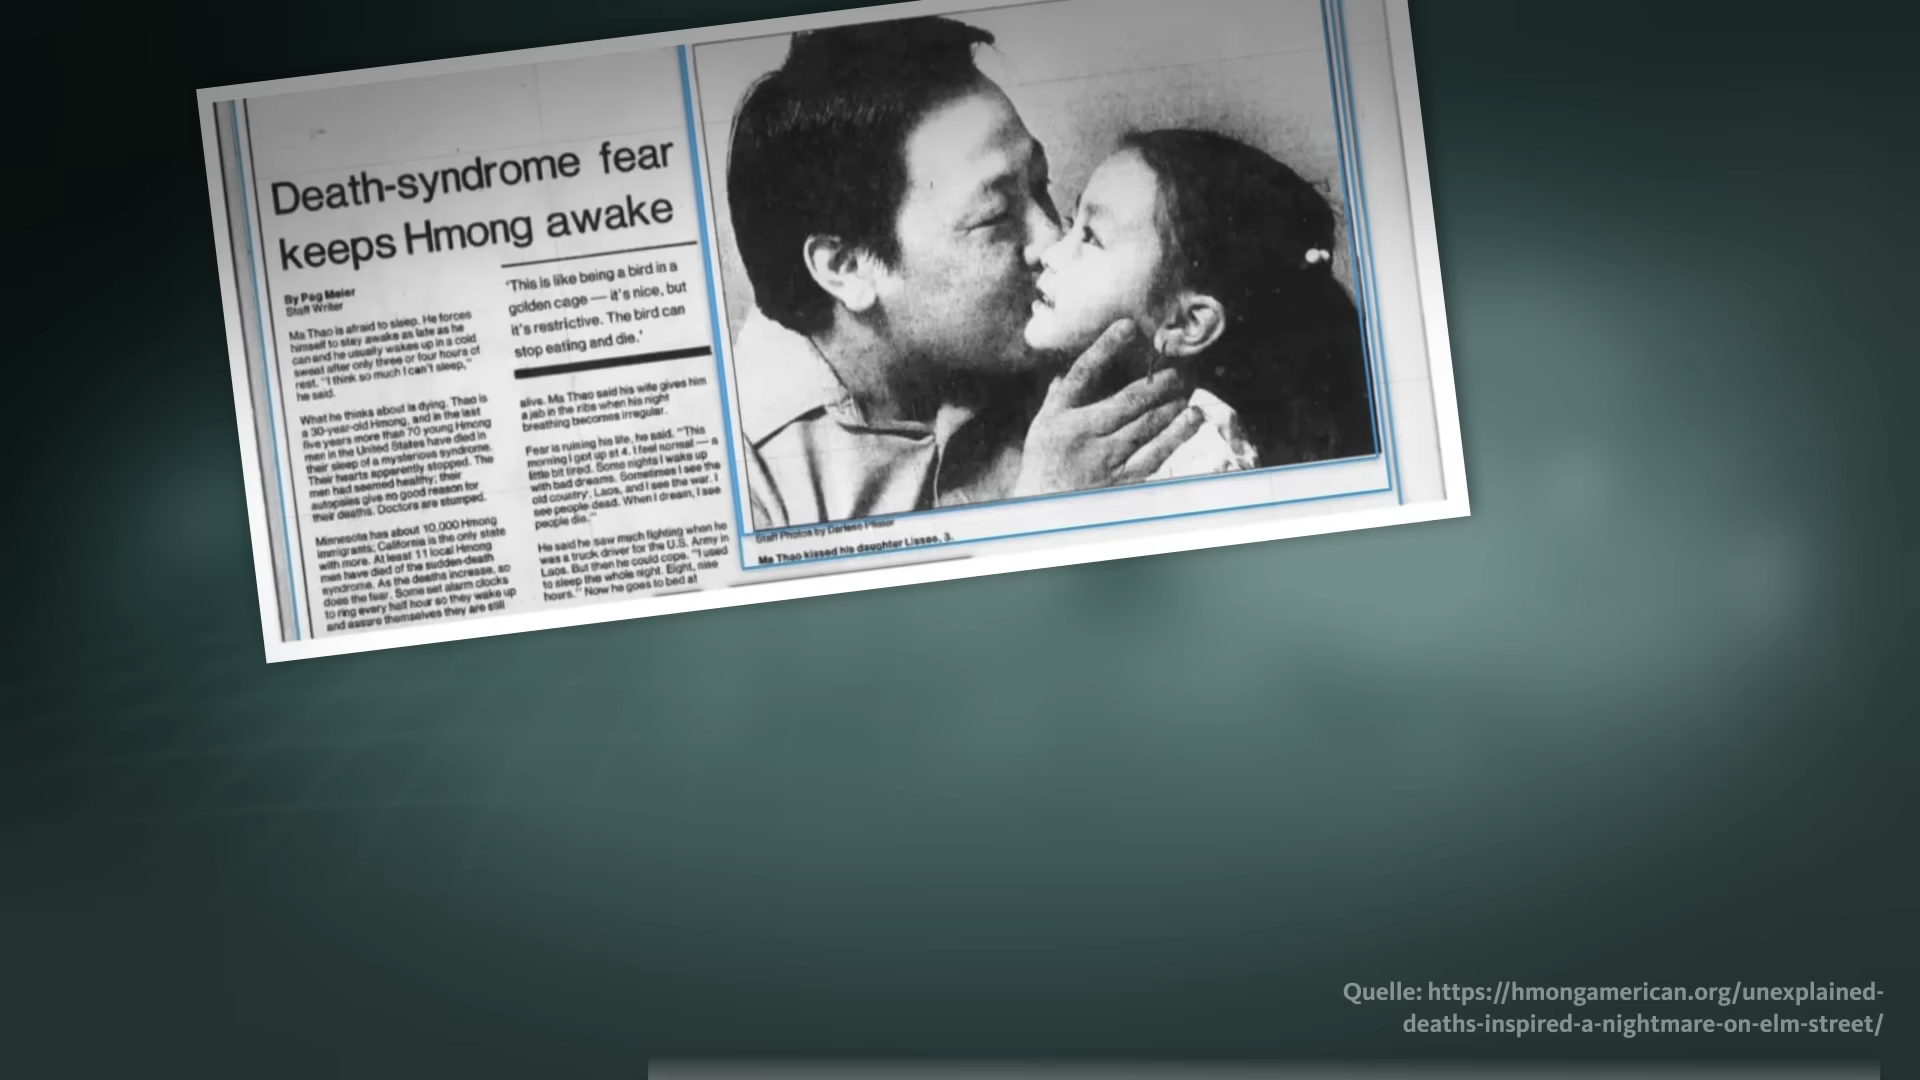 Death-syndrome fear
keeps Hmong awake
By Peg Meier
Staff Writer
Ma Thao is afraid to sleep. He forces
himself to stay awake as late as he
can and he usually wakes up in a cold
sweat after only three or four hours of
rest. "I think so much I can't sleep,"
he said.
What he thinks about is dying. Thao is
a 30-year-old Hmong, and in the last
five years more than 70 young Hmong
men in the United States have died in
their sleep of a mysterious syndrome.
Their hearts apparently stopped. The
men had seemed healthy; their
autopsies give no good reason for
their deaths. Doctors are stumped.
Minnesota has about 10,000 Hmong
immigrants; California is the only state
with more. At least 11 local Hmong
men have died of the sudden-death
syndrome. As the deaths increase, so
does the fear. Some set alarm clocks
to ring every half hour so they wake up
and assure themselves they are still
'This is like being a bird in a
golden cage — it's nice, but
it's restrictive. The bird can
stop eating and die.'
alive. Ma Thao said his wife gives him
a jab in the ribs when his night
breathing becomes irregular.
Fear is ruining his life, he said. "This
morning I got up at 4. I feel normal — a
little bit tired. Some nights I wake up
with bad dreams. Sometimes I see the
old country, Laos, and I see the war. I
see people dead. When I dream, I see
people die."
He said he saw much fighting when he
was a truck driver for the U.S. Army in
Laos. But then he could cope. "I used
to sleep the whole night. Eight, nine
hours." Now he goes to bed at
Staff Photos by Darlene Pfister
Ma Thao kissed his daughter Lissee, 3.
Quelle: https://hmongamerican.org/unexplained-
deaths-inspired-a-nightmare-on-elm-street/